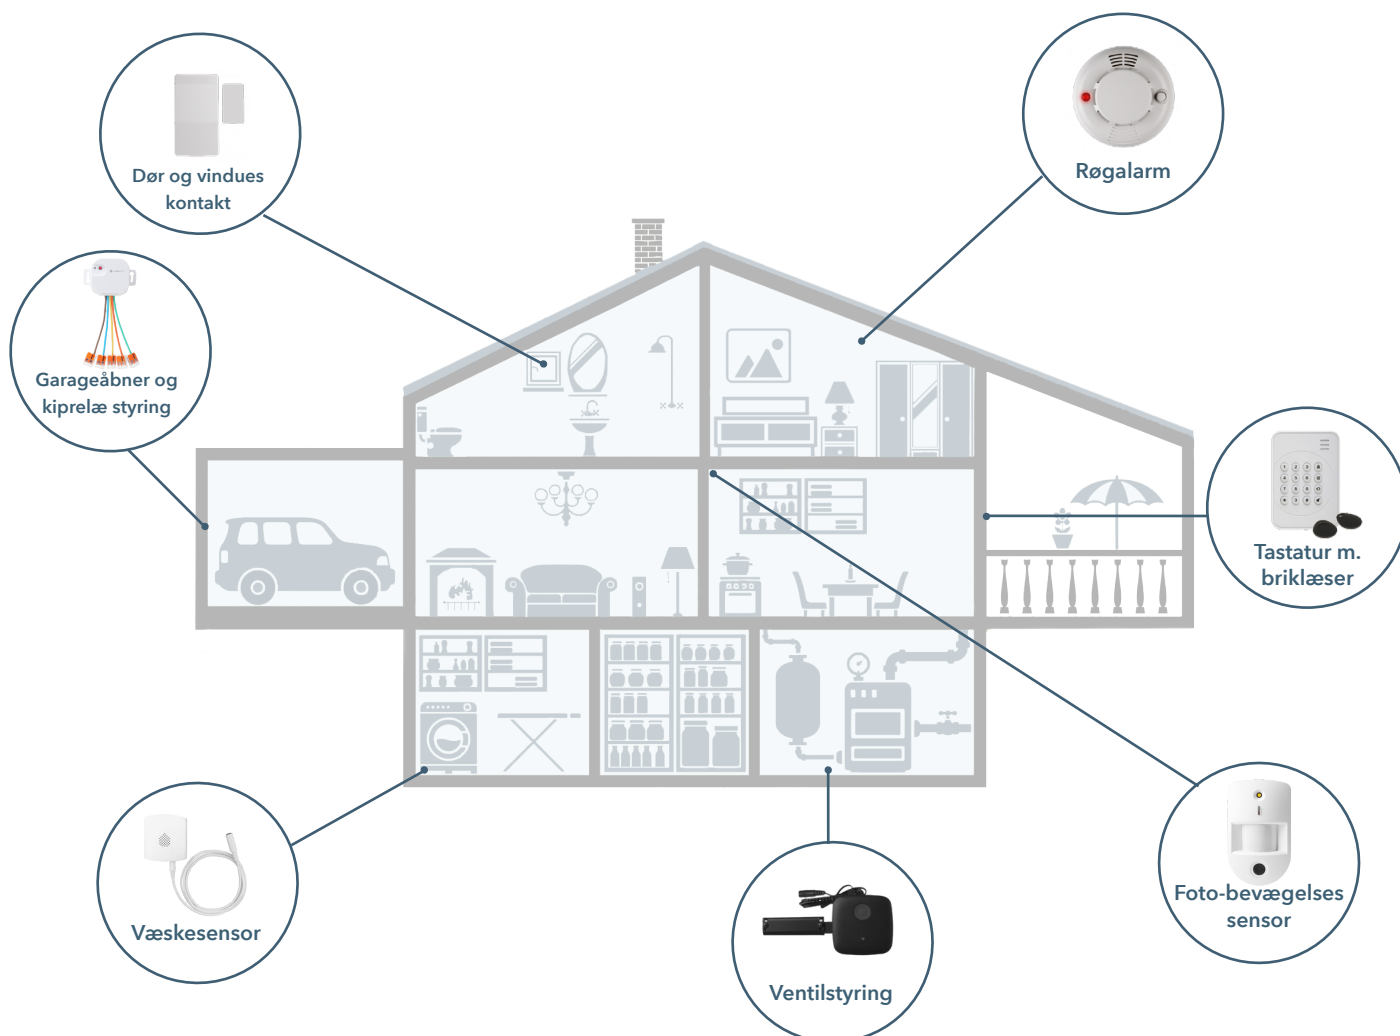 Dør og vindues
kontakt
Røgalarm
Garageåbner og
kiprelæ styring
Tastatur m.
briklæser
Væskesensor
Ventilstyring
Foto-bevægelses
sensor